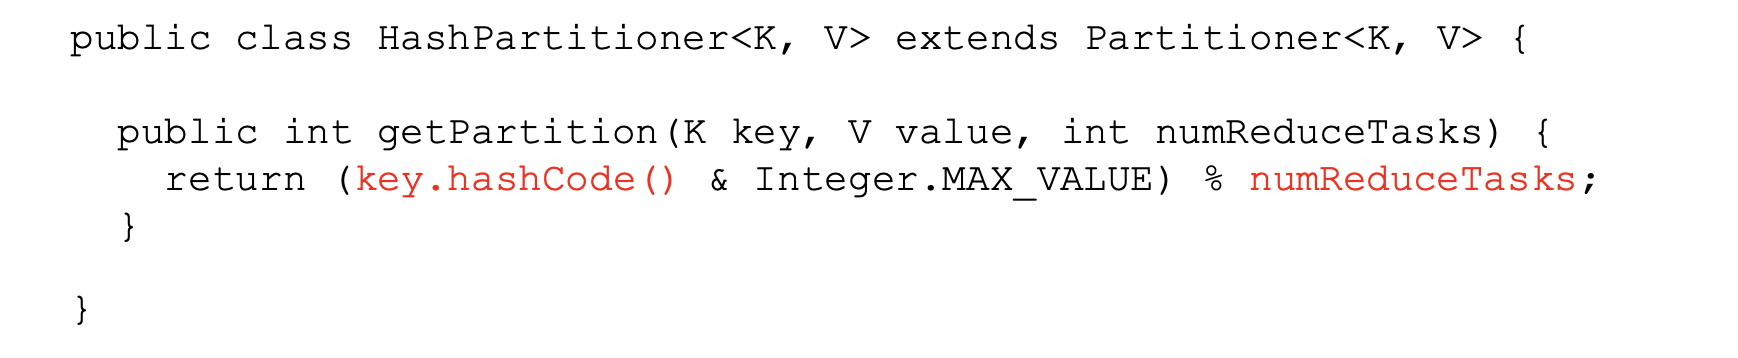 public class HashPartitioner<K, V> extends Partitioner<K, V> {
public int getPartition(K key, V value, int numReduceTasks) {
return (key.hashCode() & Integer.MAX_VALUE) % numReduceTasks;
}
}